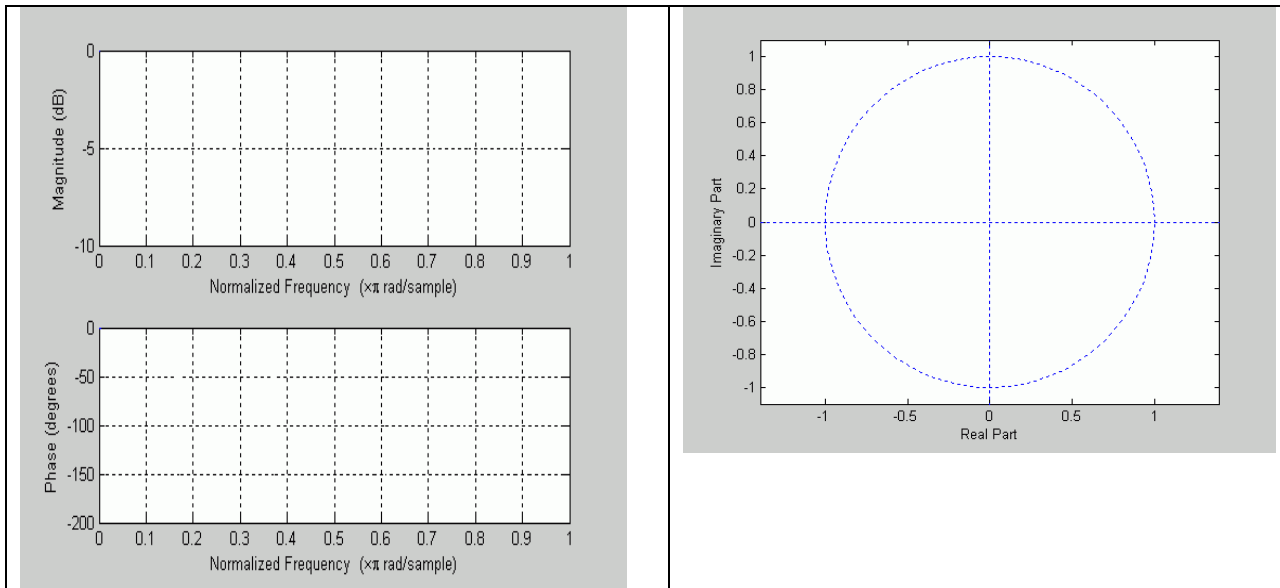 0
-5
-10
Magnitude (dB)
0 0.1 0.2 0.3 0.4 0.5 0.6 0.7 0.8 0.9 1
Normalized Frequency (×π rad/sample)
0
-50
-100
-150
-200
Phase (degrees)
0 0.1 0.2 0.3 0.4 0.5 0.6 0.7 0.8 0.9 1
Normalized Frequency (×π rad/sample)
1
0.8
0.6
0.4
0.2
0
-0.2
-0.4
-0.6
-0.8
-1
Imaginary Part
-1 -0.5 0 0.5 1
Real Part